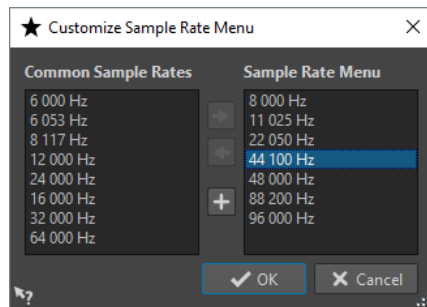 Customize Sample Rate Menu
Common Sample Rates
6 000 Hz
6 053 Hz
8 117 Hz
12 000 Hz
24 000 Hz
16 000 Hz
32 000 Hz
64 000 Hz
Sample Rate Menu
8 000 Hz
11 025 Hz
22 050 Hz
44 100 Hz
48 000 Hz
88 200 Hz
96 000 Hz
OK
Cancel
?